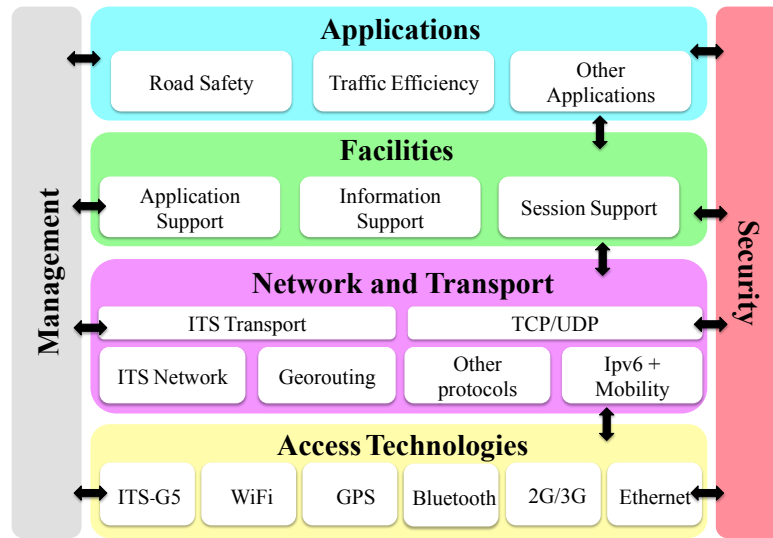 Applications
Road Safety
Traffic Efficiency
Other
Applications
Management
Security
Facilities
Application
Support
Information
Support
Session Support
Network and Transport
ITS Transport
TCP/UDP
ITS Network
Georouting
Other
protocols
Ipv6 +
Mobility
Access Technologies
ITS-G5
WiFi
GPS
Bluetooth
2G/3G
Ethernet